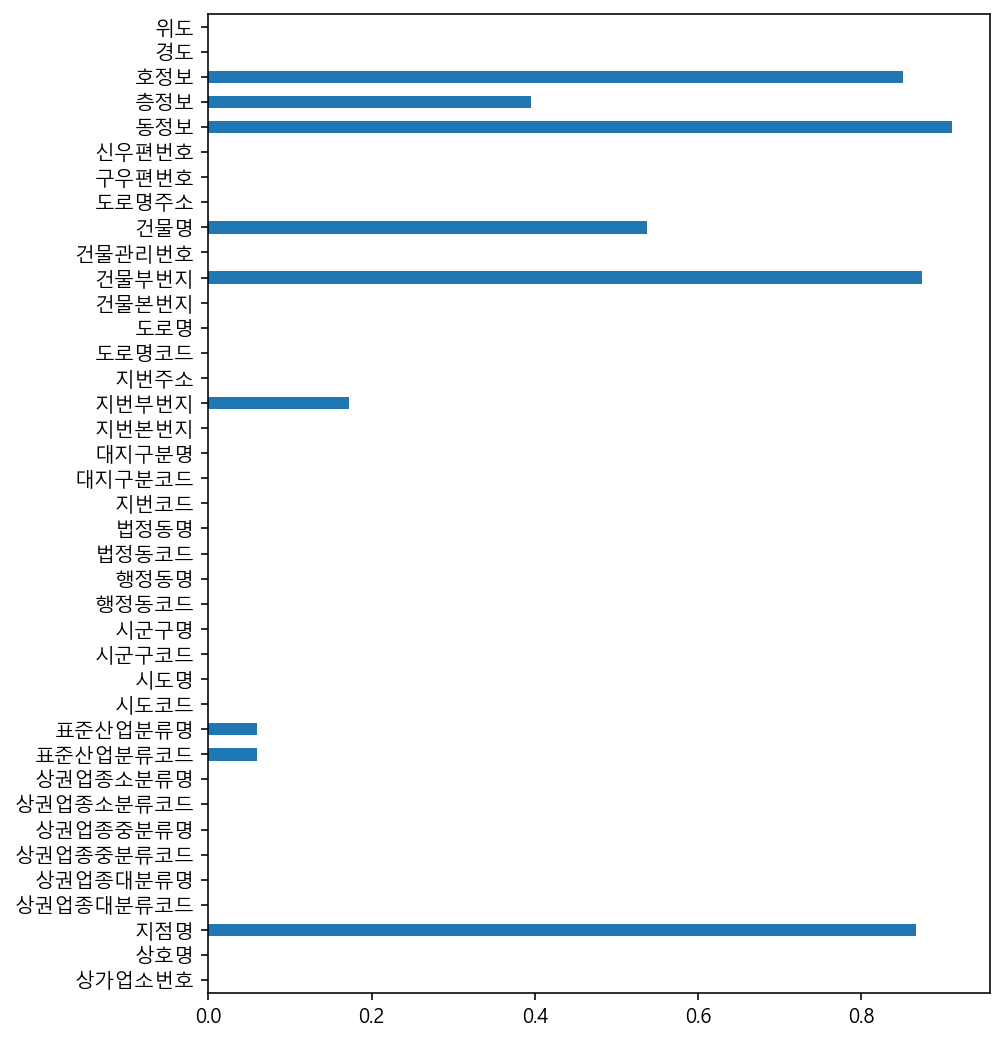 위도
경도
호정보
층정보
동정보
신우편번호
구우편번호
도로명주소
건물명
건물관리번호
건물부번지
건물본번지
도로명
도로명코드
지번주소
지번부번지
지번본번지
대지구분명
대지구분코드
지번코드
법정동명
법정동코드
행정동명
행정동코드
시군구명
시군구코드
시도명
시도코드
표준산업분류명
표준산업분류코드
상권업종소분류명
상권업종소분류코드
상권업종중분류명
상권업종중분류코드
상권업종대분류명
상권업종대분류코드
지점명
상호명
상가업소번호
0.0 0.2 0.4 0.6 0.8